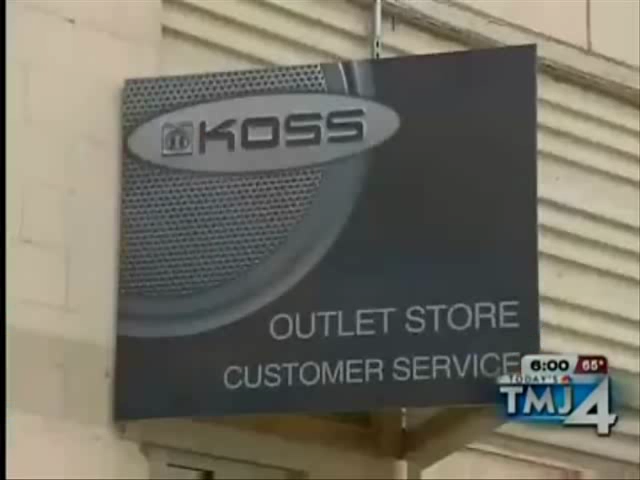 KOSS
OUTLET STORE
CUSTOMER SERVICE
6:00 65°
TODAY'S
TMJ4